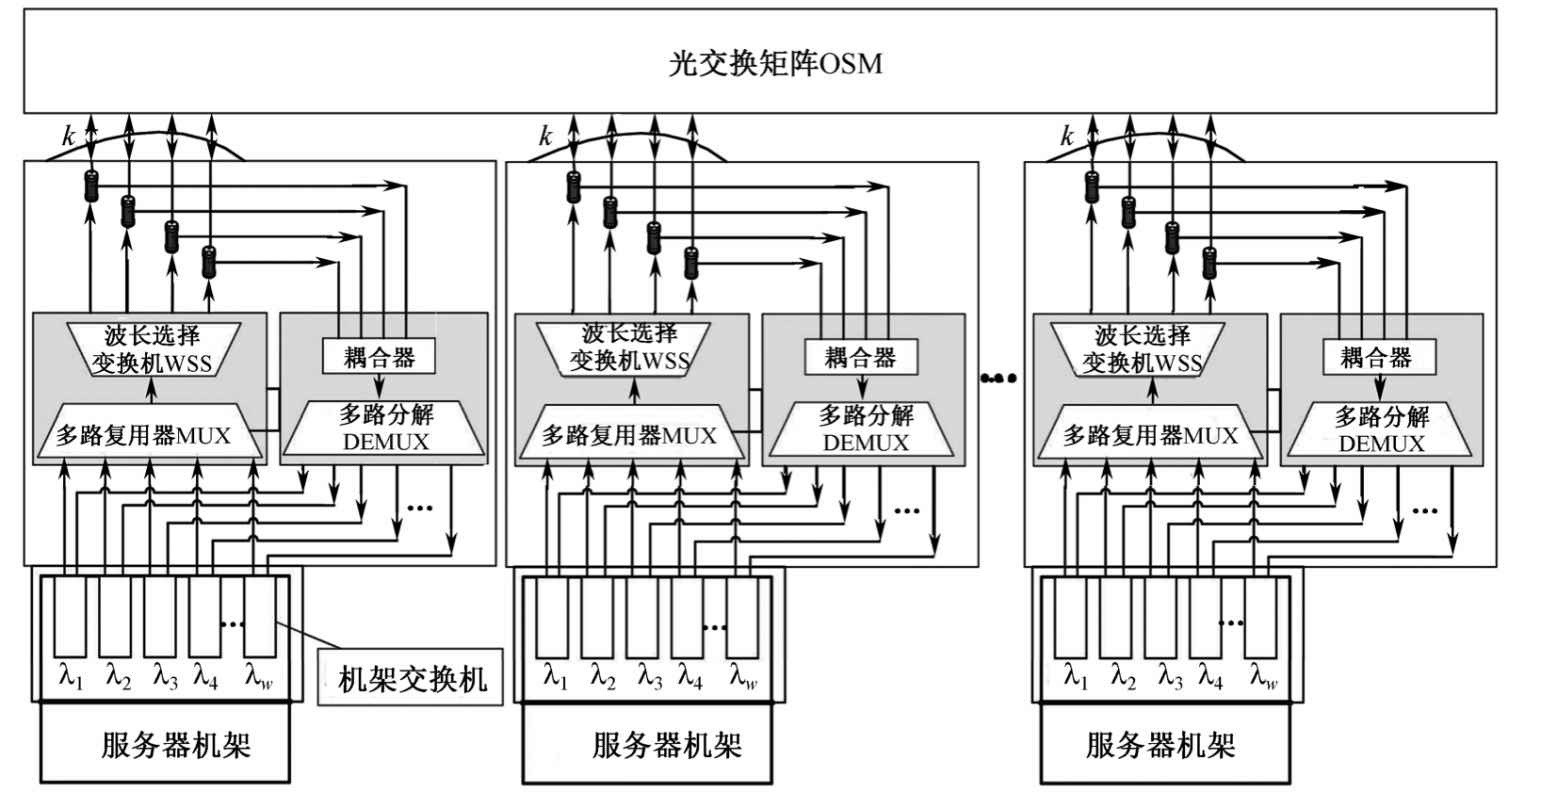 光交换矩阵OSM
k
k
k
波长选择
变换机WSS
耦合器
多路复用器MUX
多路分解
DEMUX
...
λ1 λ2 λ3 λ4 ... λw
机架交换机
服务器机架
波长选择
变换机WSS
耦合器
多路复用器MUX
多路分解
DEMUX
...
λ1 λ2 λ3 λ4 ... λw
服务器机架
...
波长选择
变换机WSS
耦合器
多路复用器MUX
多路分解
DEMUX
...
λ1 λ2 λ3 λ4 ... λw
服务器机架